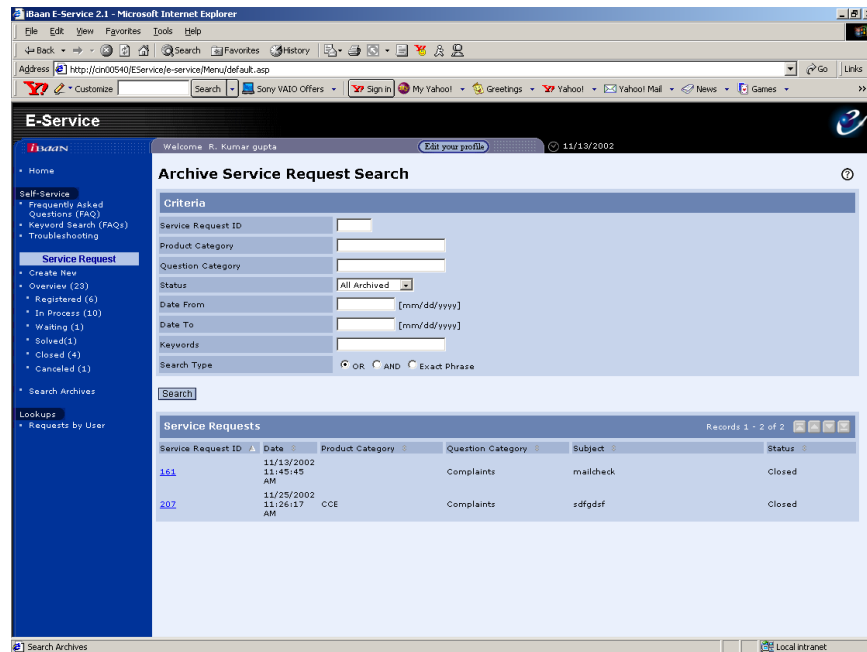 iBaan E-Service 2.1 - Microsoft Internet Explorer
File Edit View Favorites Tools Help
Back Search Favorites History
Address http://cin00540/EService/e-service/Menu/default.asp Go Links
Y? Customize Search Sony VAIO Offers Sign in My Yahoo! Greetings Yahoo! Yahoo! Mail News Games >>
E-Service
iBaan
Welcome R. Kumar gupta Edit your profile 11/13/2002
Home
Self-Service
Frequently Asked Questions (FAQ)
Keyword Search (FAQs)
Troubleshooting
Service Request
Create New
Overview (23)
Registered (6)
In Process (10)
Waiting (1)
Solved(1)
Closed (4)
Canceled (1)
Search Archives
Lookups
Requests by User
Archive Service Request Search
Criteria
Service Request ID
Product Category
Question Category
Status All Archived
Date From [mm/dd/yyyy]
Date To [mm/dd/yyyy]
Keywords
Search Type OR AND Exact Phrase
Search
Service Requests Records 1 - 2 of 2
Service Request ID Date Product Category Question Category Subject Status
161 11/13/2002 11:45:45 AM Complaints mailcheck Closed
207 11/25/2002 11:26:17 AM CCE Complaints sdfgdsf Closed
Search Archives Local intranet